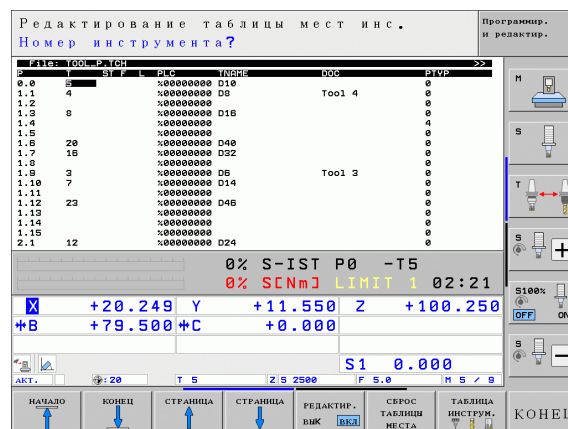 Редактирование таблицы мест инс.
Номер инструмента?
Программир.
и редактир.
File: TOOL_P.TCH >>
P T ST F L PLC TNAME DOC PTYP
0.0 5 %00000000 D10 0
1.1 4 %00000000 D8 Tool 4 0
1.2 %00000000 0
1.3 8 %00000000 D16 0
1.4 %00000000 4
1.5 %00000000 0
1.6 20 %00000000 D40 0
1.7 16 %00000000 D32 0
1.8 %00000000 0
1.9 3 %00000000 D6 Tool 3 0
1.10 7 %00000000 D14 0
1.11 %00000000 0
1.12 23 %00000000 D46 0
1.13 %00000000 0
1.14 %00000000 0
1.15 %00000000 0
2.1 12 %00000000 D24 0
0% S-IST P0 -T5
0% S[Nm] LIMIT 1 02:21
X +20.249 Y +11.550 Z +100.250
B +79.500 C +0.000
S1 0.000
АКТ. :20 T 5 Z S 2500 F 5.0 M 5 / 9
M
S
T
S
+
S100%
OFF ON
S
−
НАЧАЛО
КОНЕЦ
СТРАНИЦА
СТРАНИЦА
РЕДАКТИР.
ВЫК ВКЛ
СБРОС
ТАБЛИЦЫ
МЕСТА
ТАБЛИЦА
ИНСТРУМ.
КОНЕЦ